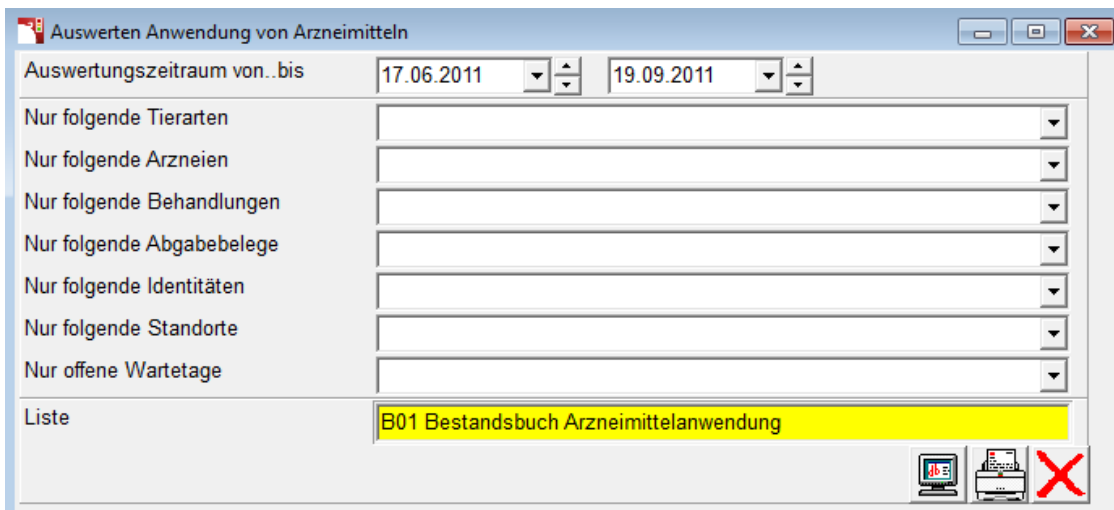 Auswerten Anwendung von Arzneimitteln
Auswertungszeitraum von..bis 17.06.2011 19.09.2011
Nur folgende Tierarten
Nur folgende Arzneien
Nur folgende Behandlungen
Nur folgende Abgabebelege
Nur folgende Identitäten
Nur folgende Standorte
Nur offene Wartetage
Liste B01 Bestandsbuch Arzneimittelanwendung